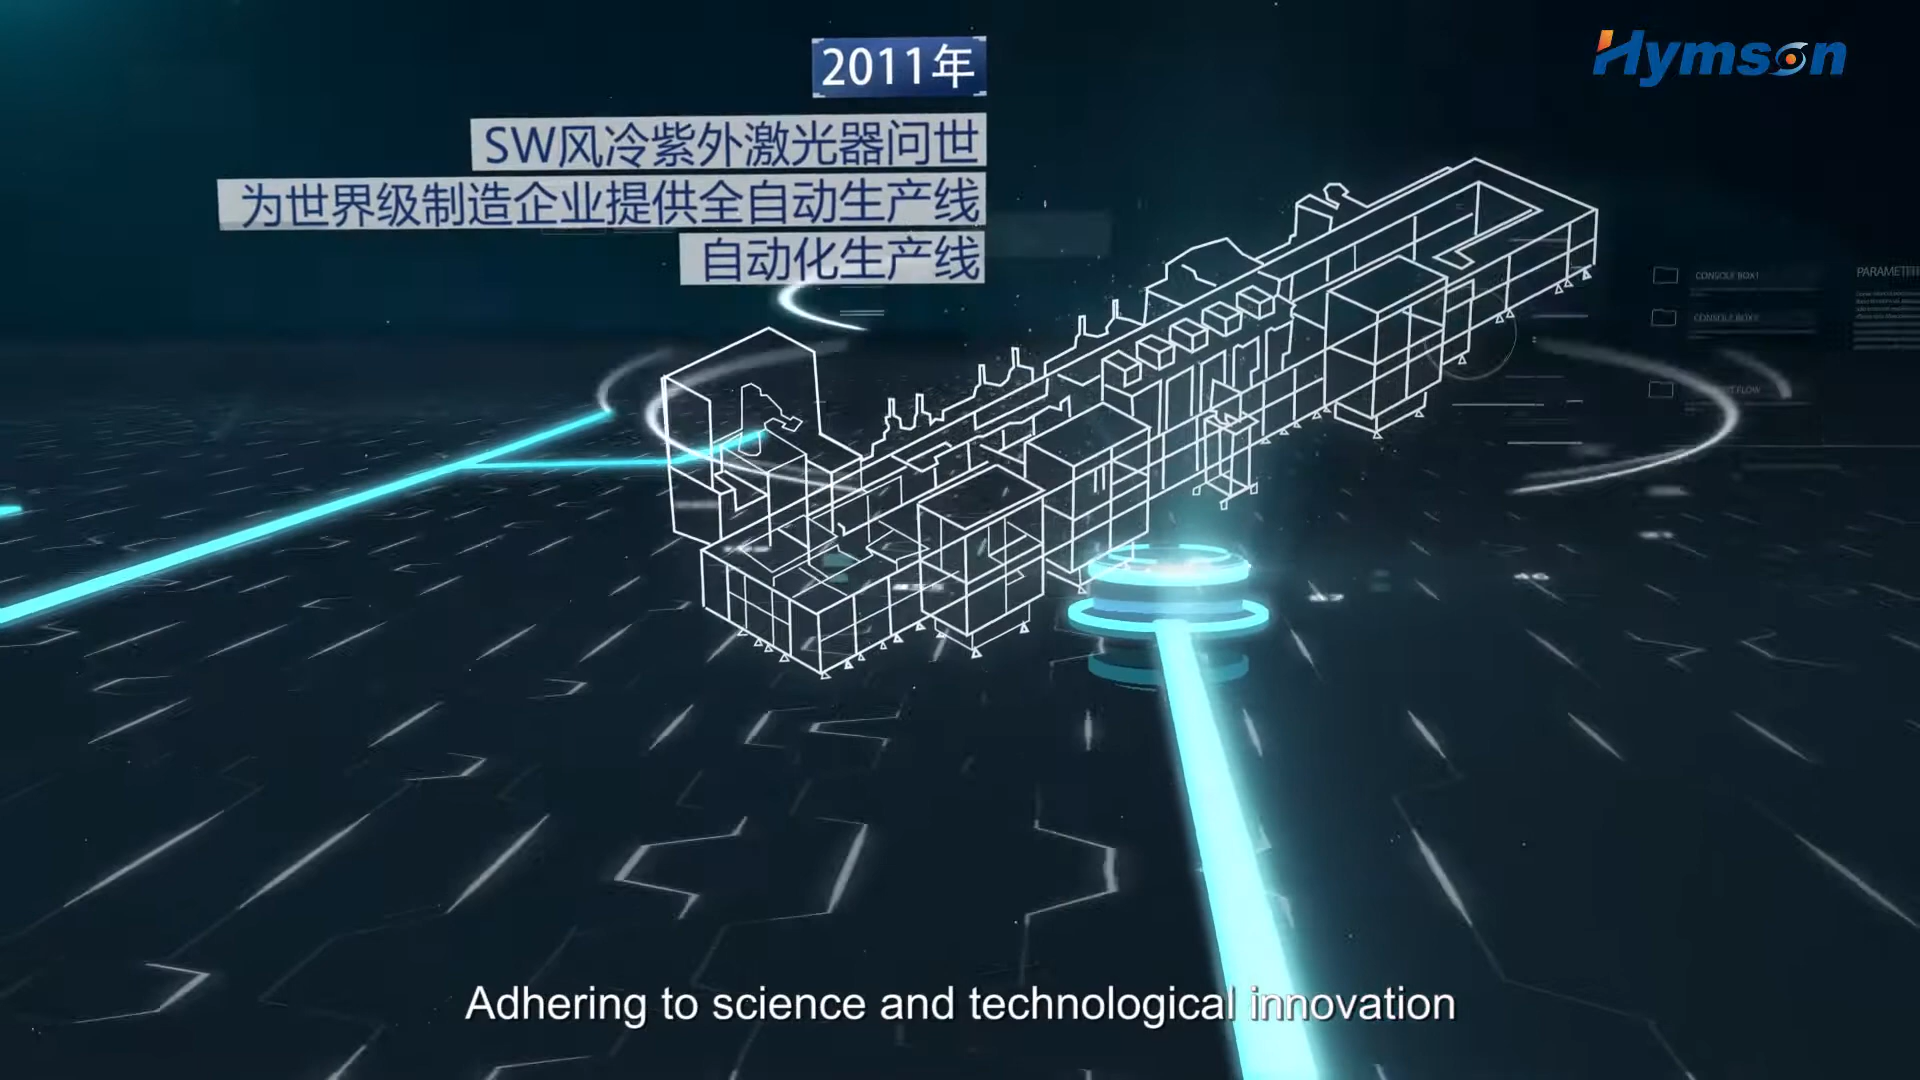 Hymson
2011年
SW风冷紫外激光器问世
为世界级制造企业提供全自动生产线
自动化生产线
CONSOLE BOX1
Adhering to science and technological innovation